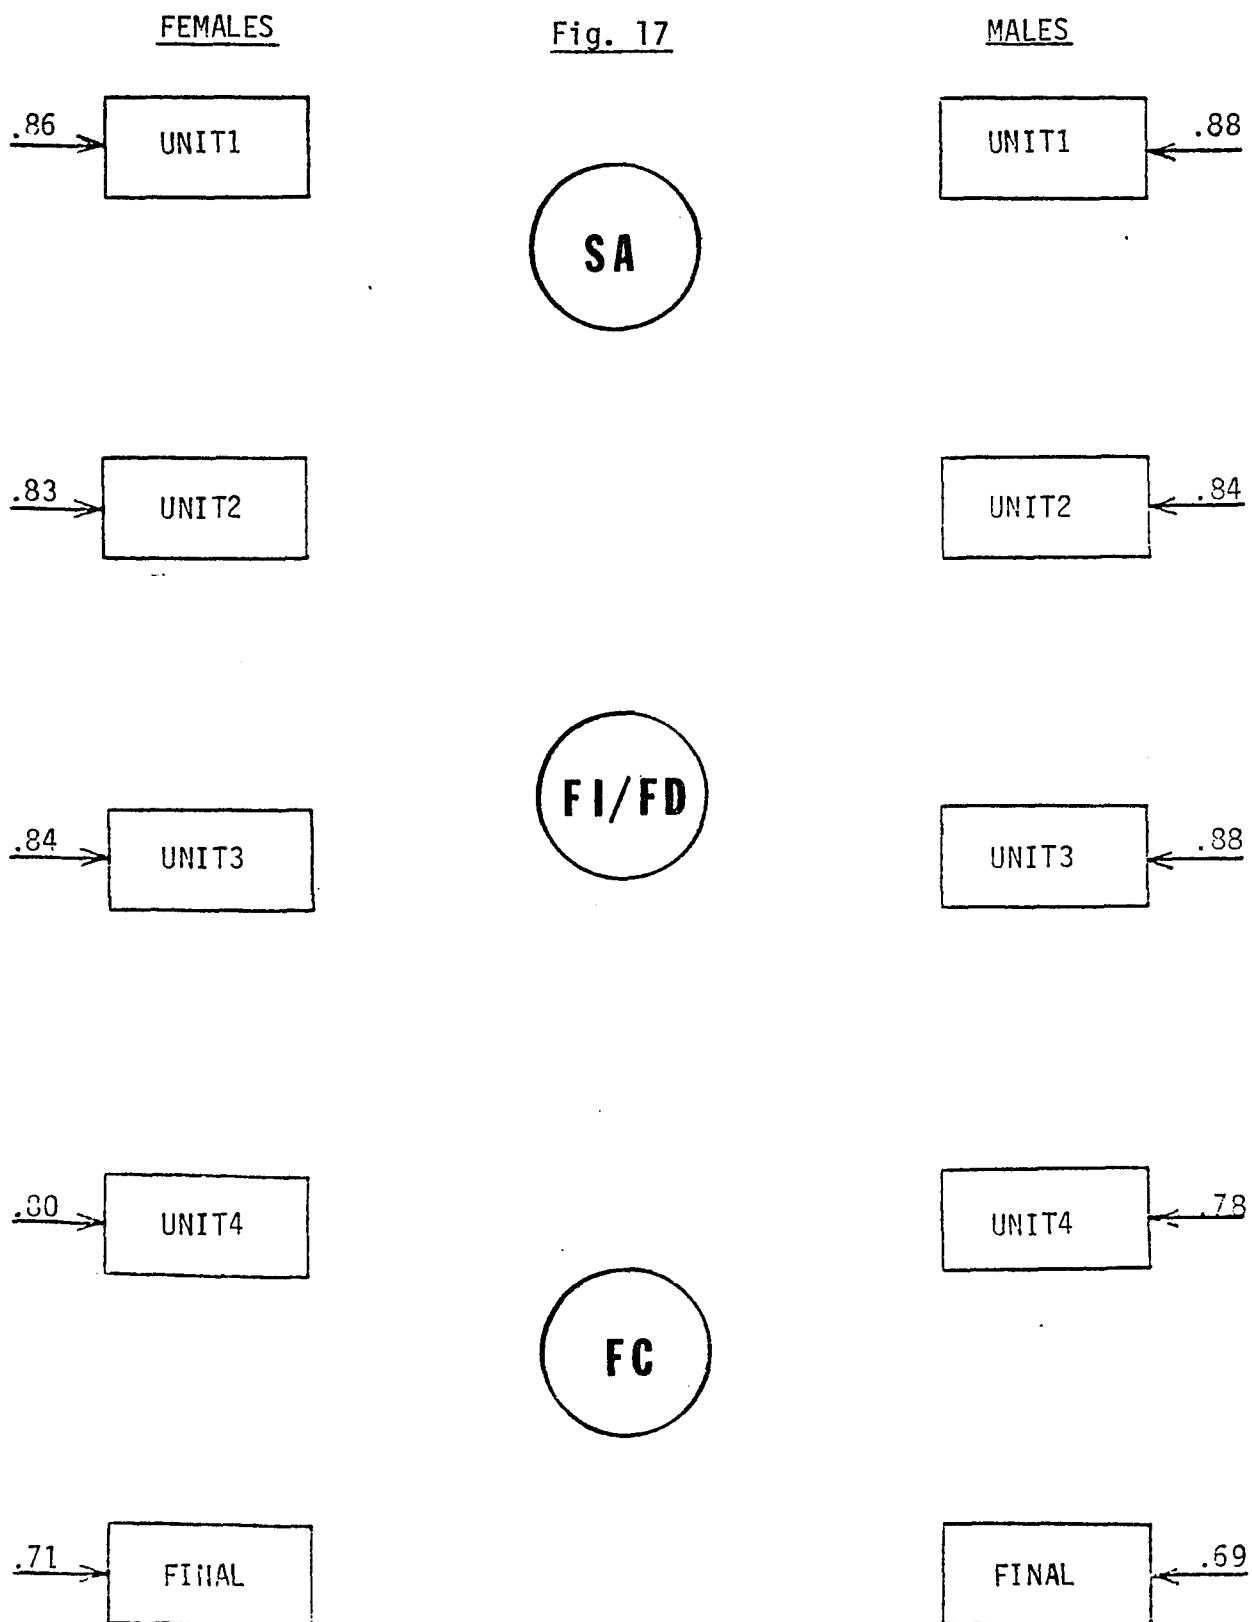 FEMALES Fig. 17 MALES
.86 UNIT1 UNIT1 .88
SA
.83 UNIT2 UNIT2 .84
FI/FD
.84 UNIT3 UNIT3 .88
.80 UNIT4 UNIT4 .78
FC
.71 FINAL FINAL .69